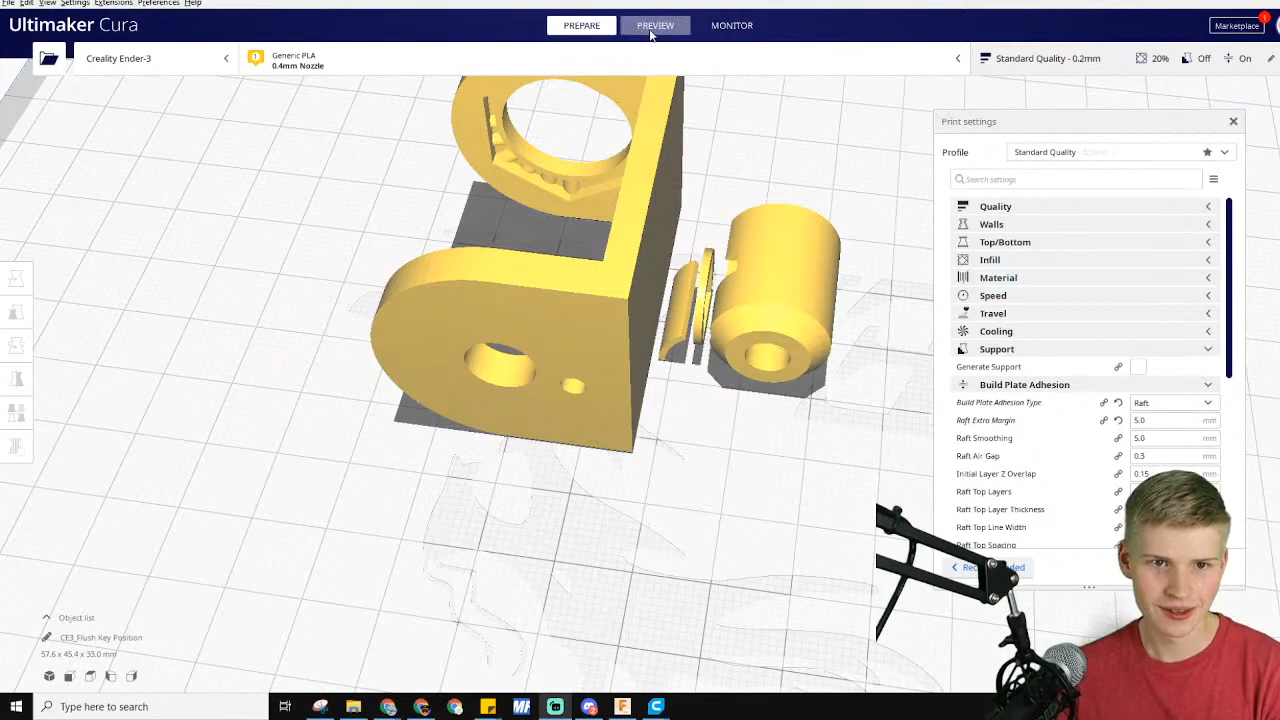 File Edit View Settings Extensions Preferences Help
Ultimaker Cura
PREPARE
PREVIEW
MONITOR
Marketplace
1
Creality Ender-3
1
Generic PLA
0.4mm Nozzle
Standard Quality - 0.2mm
20%
Off
On
Print settings
Profile
Standard Quality
Search settings
Quality
Walls
Top/Bottom
Infill
Material
Speed
Travel
Cooling
Support
Generate Support
Build Plate Adhesion
Build Plate Adhesion Type
Raft
Raft Extra Margin
5.0
mm
Raft Smoothing
5.0
mm
Raft Air Gap
0.3
mm
Initial Layer Z Overlap
0.15
mm
Raft Top Layers
Raft Top Layer Thickness
Raft Top Line Width
Raft Top Spacing
Object list
CE3_Flush Key Position
57.6 x 45.4 x 33.0 mm
Type here to search